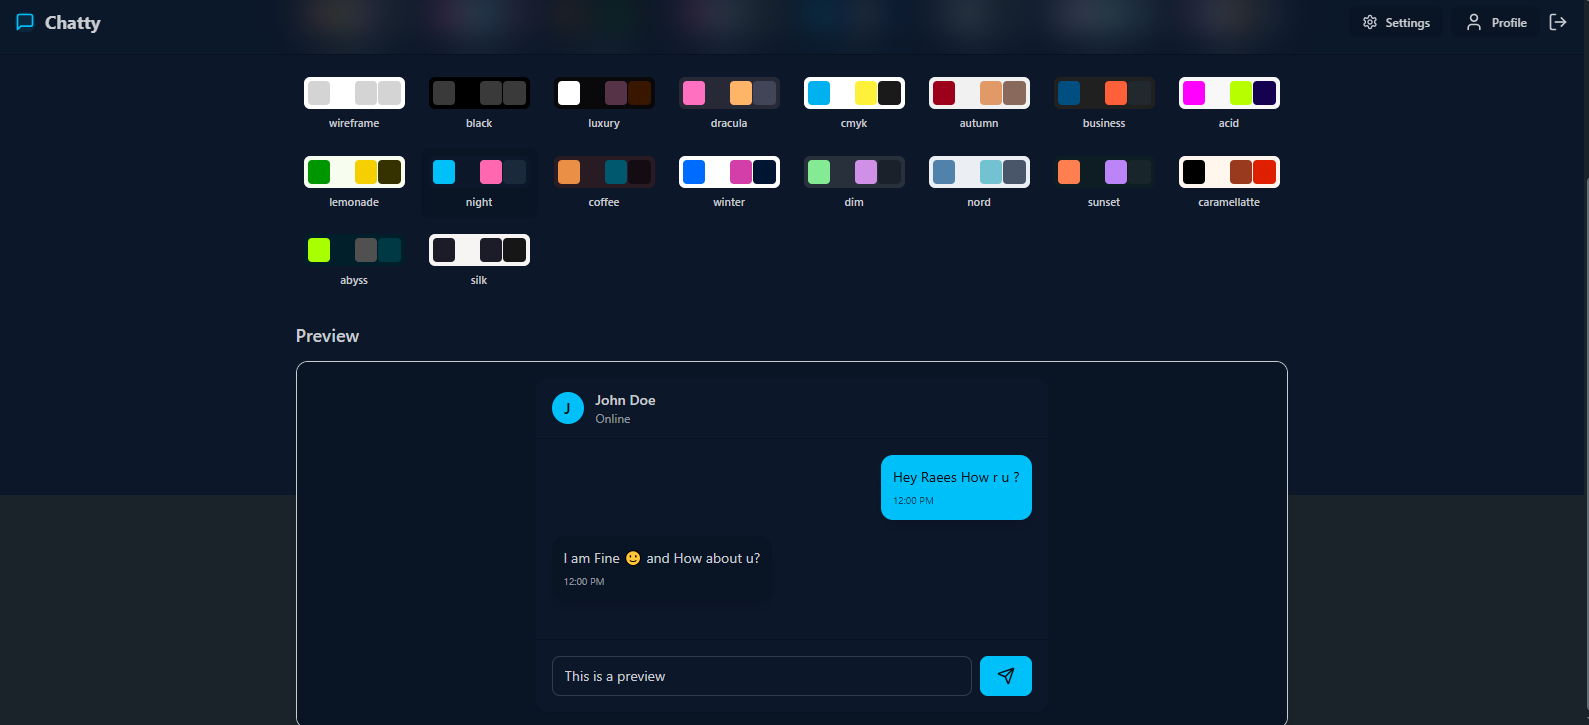 Chatty
Settings
Profile
wireframe
black
luxury
dracula
cmyk
autumn
business
acid
lemonade
night
coffee
winter
dim
nord
sunset
caramellatte
abyss
silk
Preview
J
John Doe
Online
Hey Raees How r u ?
12:00 PM
I am Fine 🙂 and How about u?
12:00 PM
This is a preview